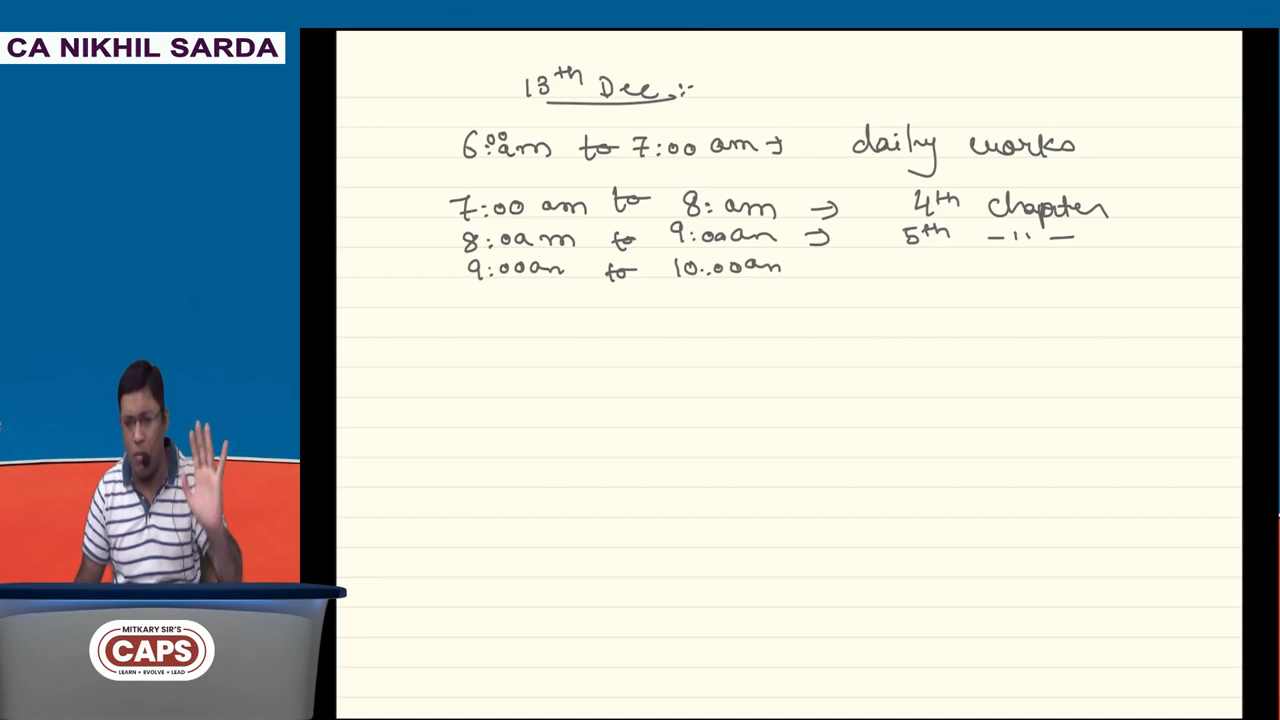 CA NIKHIL SARDA
13th Dec :-
6:00am to 7:00 am → daily works
7:00 am to 8: am → 4th chapter
8:00am to 9:00am → 5th —〃—
9:00am to 10:00am
MITKARY SIR'S
CAPS
LEARN • EVOLVE • LEAD